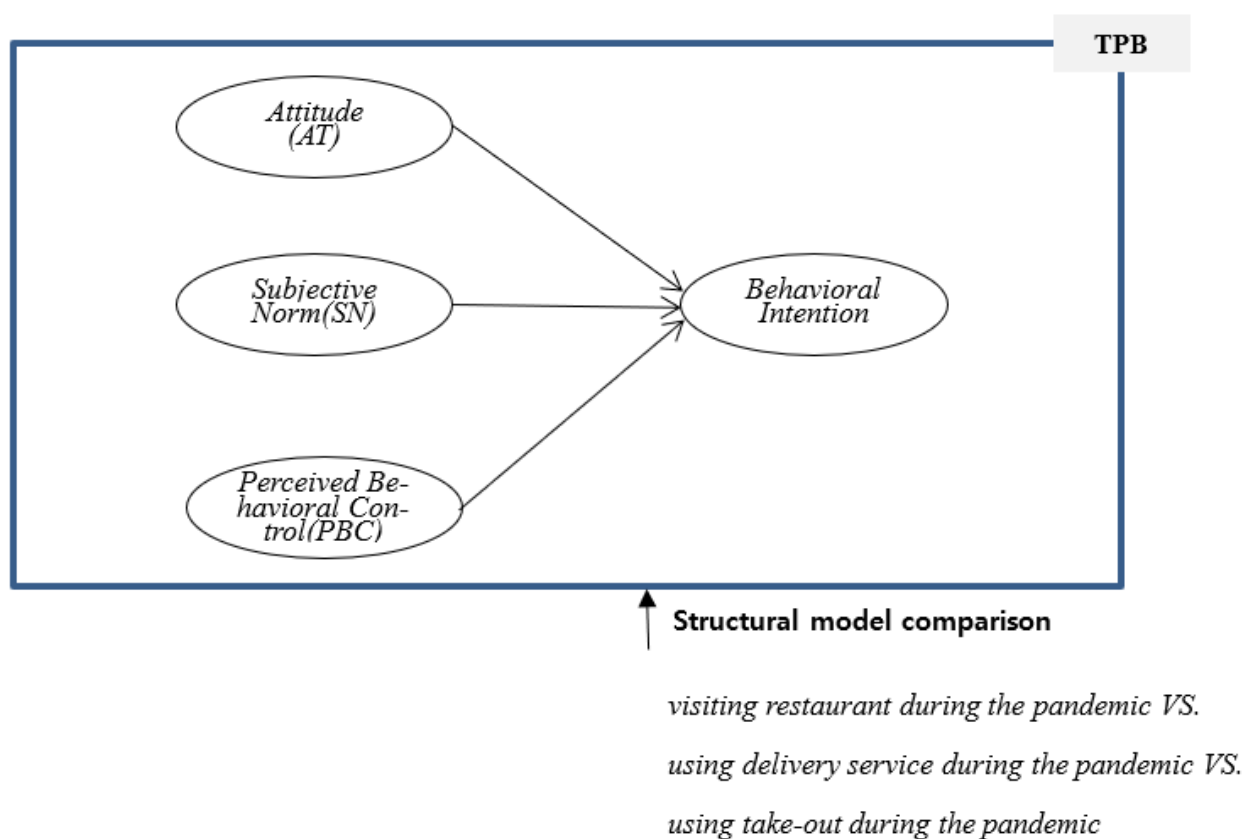 TPB
Attitude
(AT)
Subjective
Norm(SN)
Behavioral
Intention
Perceived Be-
havioral Con-
trol(PBC)
Structural model comparison
visiting restaurant during the pandemic VS.
using delivery service during the pandemic VS.
using take-out during the pandemic